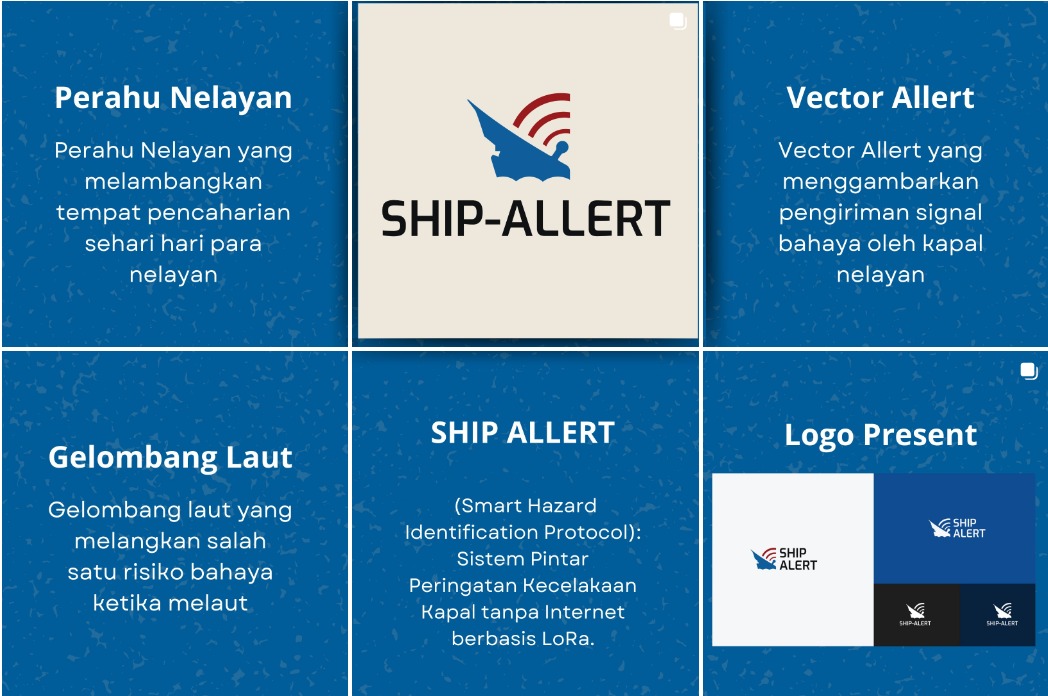 Perahu Nelayan
Perahu Nelayan yang
melambangkan
tempat pencaharian
sehari hari para
nelayan
SHIP-ALLERT
Vector Allert
Vector Allert yang
menggambarkan
pengiriman signal
bahaya oleh kapal
nelayan
Gelombang Laut
Gelombang laut yang
melangkan salah
satu risiko bahaya
ketika melaut
SHIP ALLERT
(Smart Hazard
Identification Protocol):
Sistem Pintar
Peringatan Kecelakaan
Kapal tanpa Internet
berbasis LoRa.
Logo Present
SHIP
ALERT
SHIP
ALERT
SHIP-ALERT
SHIP-ALERT